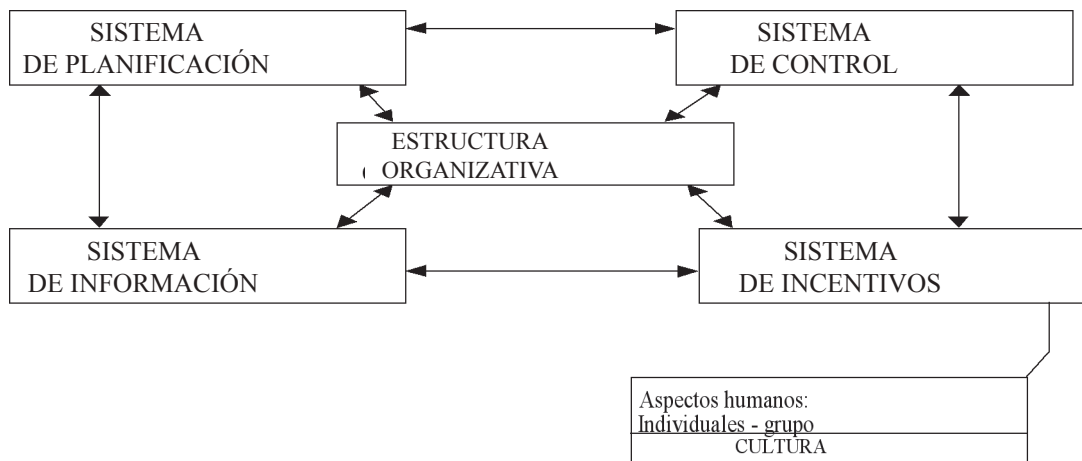 SISTEMA
DE PLANIFICACIÓN
SISTEMA
DE CONTROL
ESTRUCTURA
( ORGANIZATIVA
SISTEMA
DE INFORMACIÓN
SISTEMA
DE INCENTIVOS
Aspectos humanos:
Individuales - grupo
CULTURA